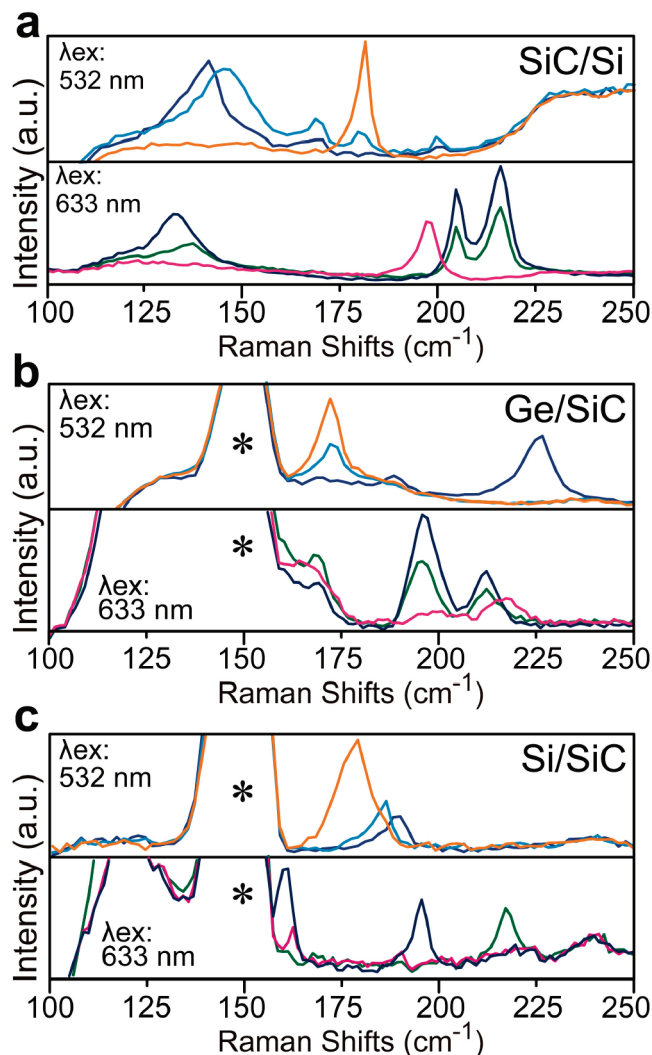 a
λex:
532 nm
SiC/Si
λex:
633 nm
Intensity (a.u.)
100 125 150 175 200 225 250
Raman Shifts (cm⁻¹)
b
λex:
532 nm
Ge/SiC
*
λex:
633 nm
*
Intensity (a.u.)
100 125 150 175 200 225 250
Raman Shifts (cm⁻¹)
c
λex:
532 nm
Si/SiC
*
λex:
633 nm
*
Intensity (a.u.)
100 125 150 175 200 225 250
Raman Shifts (cm⁻¹)